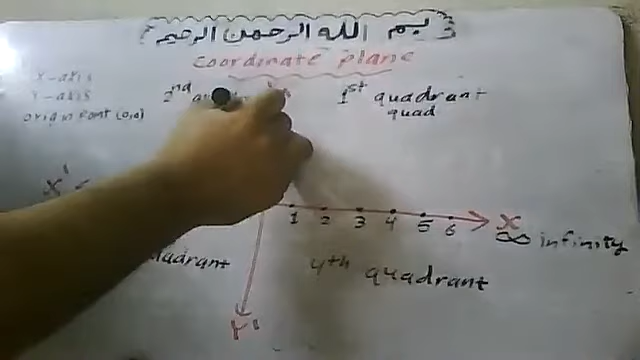 بسم الله الرحمن الرحيم
Coordinate plane
X-axis
Y-axis
origin point (0,0)
2nd
1st quadrant
quad
X'
1 2 3 4 5 6 X
∞ infinity
4th quadrant
Y'